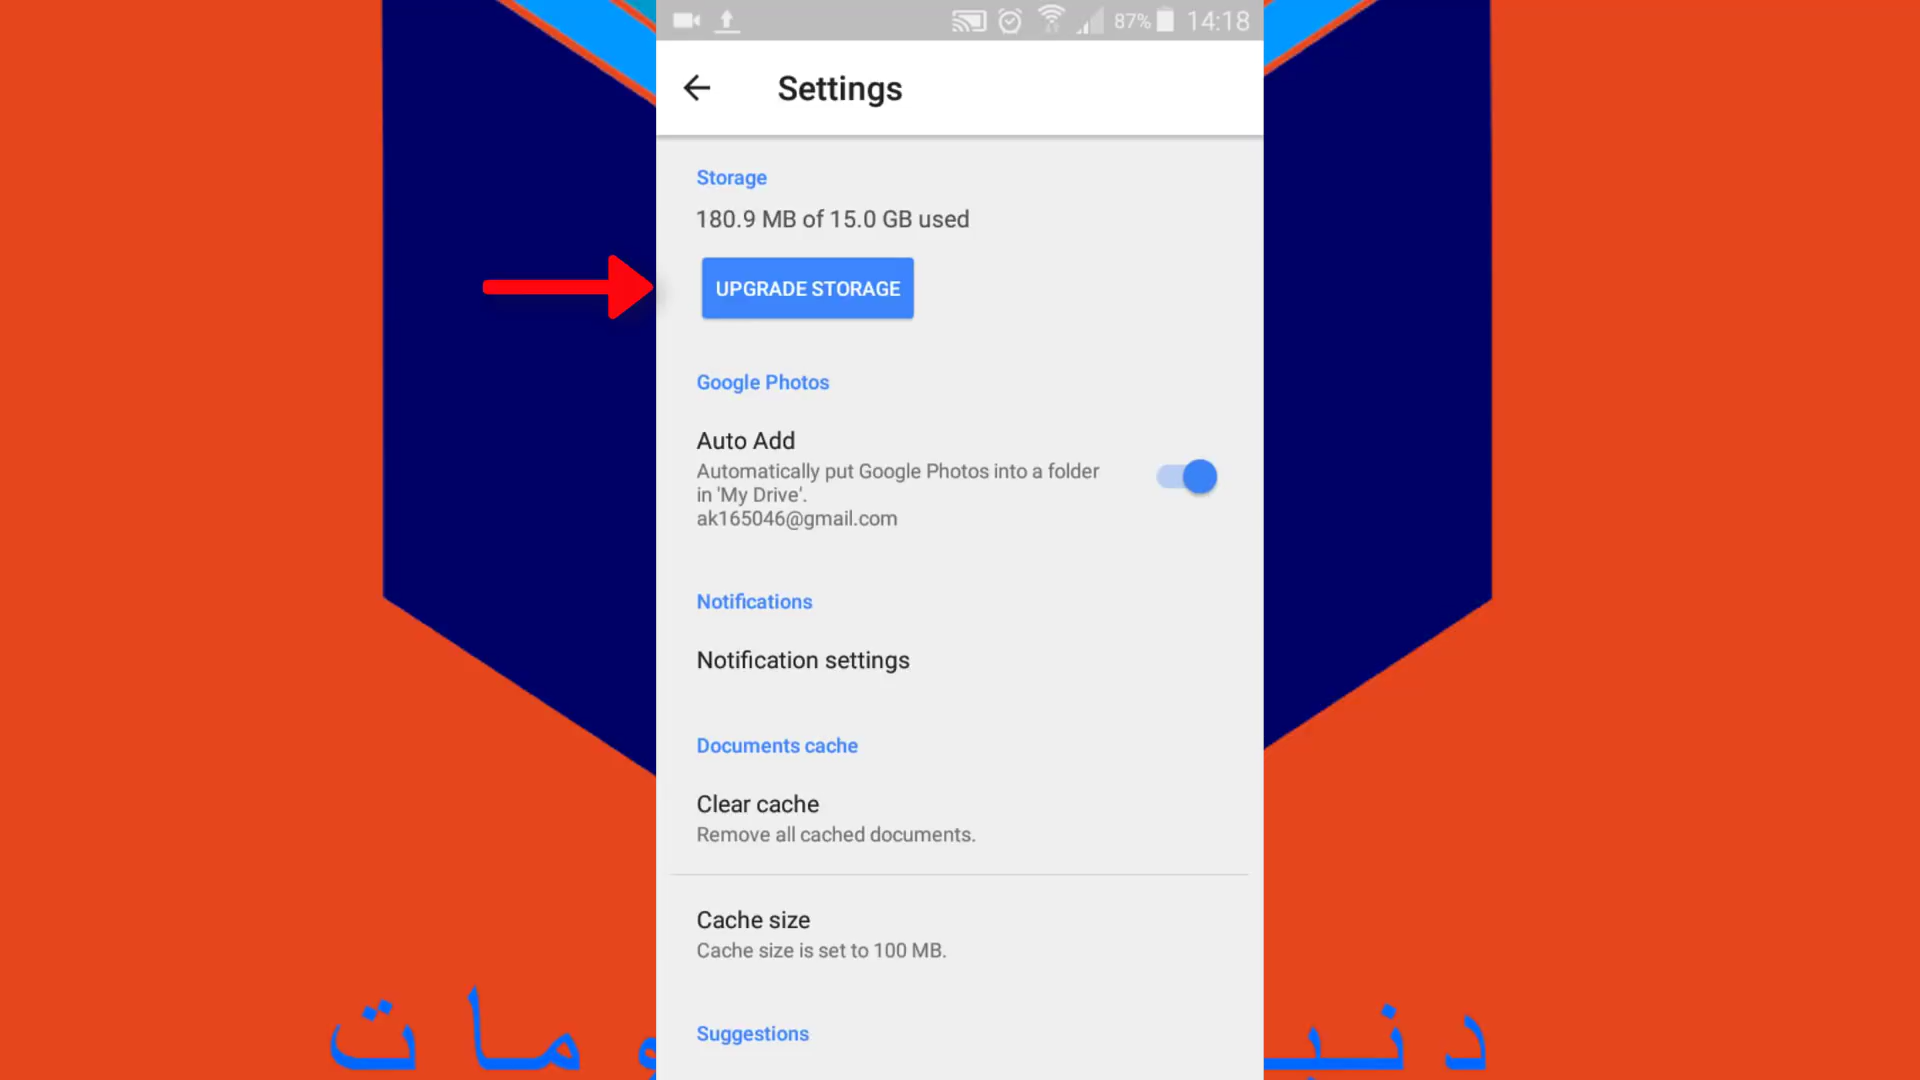 87% 14:18
Settings
Storage
180.9 MB of 15.0 GB used
UPGRADE STORAGE
Google Photos
Auto Add
Automatically put Google Photos into a folder
in 'My Drive'.
ak165046@gmail.com
Notifications
Notification settings
Documents cache
Clear cache
Remove all cached documents.
Cache size
Cache size is set to 100 MB.
Suggestions